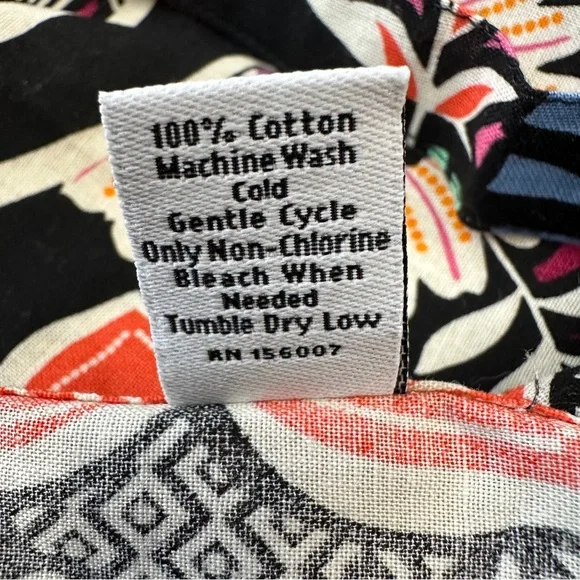 100% Cotton
Machine Wash
Cold
Gentle Cycle
Only Non-Chlorine
Bleach When
Needed
Tumble Dry Low
RN 156007